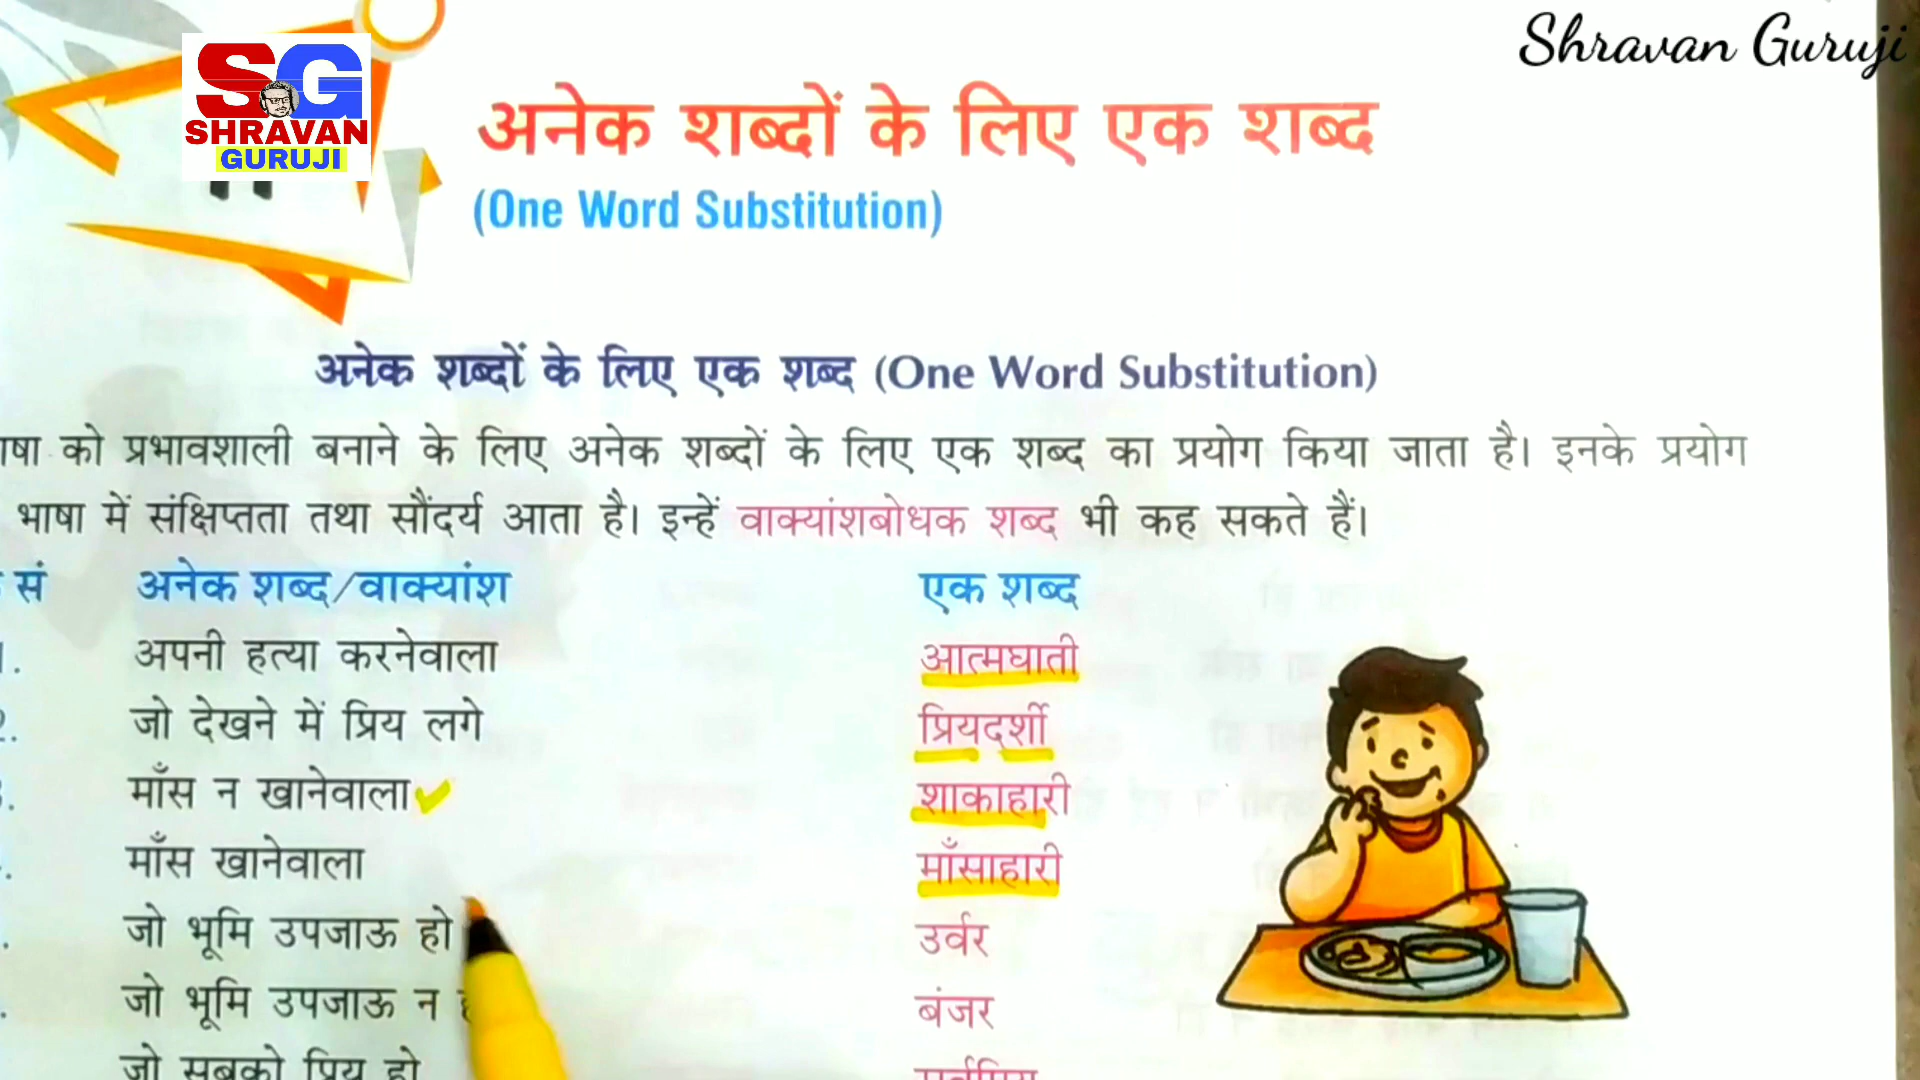 Shravan Guruji
SG
SHRAVAN
GURUJI
अनेक शब्दों के लिए एक शब्द
(One Word Substitution)
अनेक शब्दों के लिए एक शब्द (One Word Substitution)
को प्रभावशाली बनाने के लिए अनेक शब्दों के लिए एक शब्द का प्रयोग किया जाता है। इनके प्रयोग
भाषा में संक्षिप्तता तथा सौंदर्य आता है। इन्हें वाक्यांशबोधक शब्द भी कह सकते हैं।
सं अनेक शब्द/वाक्यांश एक शब्द
अपनी हत्या करनेवाला आत्मघाती
जो देखने में प्रिय लगे प्रियदर्शी
माँस न खानेवाला शाकाहारी
माँस खानेवाला माँसाहारी
जो भूमि उपजाऊ हो उर्वर
जो भूमि उपजाऊ न बंजर
जो सबको प्रिय हो